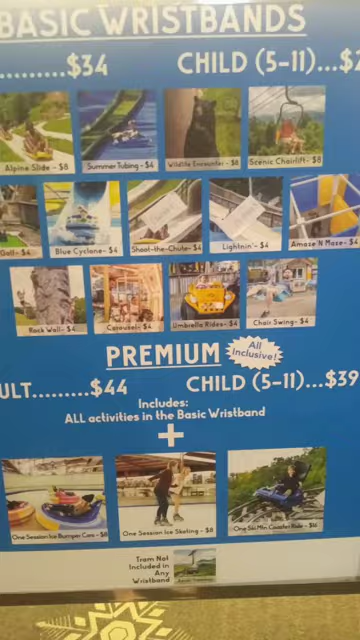 BASIC WRISTBANDS
.........$34 CHILD (5-11)...$
Alpine Slide - $8 Summer Tubing - $4 Wildlife Encounter - $8 Scenic Chairlift - $8
Golf - $4 Blue Cyclone - $4 Shoot-the-Chute - $4 Lightnin' - $4 Amaze'N Maze - $4
Rock Wall - $4 Carousel - $4 Umbrella Rides - $4 Chair Swing - $4
PREMIUM All Inclusive!
ULT.........$44 CHILD (5-11)...$39
Includes:
ALL activities in the Basic Wristband
+
One Session Ice Bumper Cars - $8 One Session Ice Skating - $8 One Ski Mtn. Coaster Ride - $16
Tram Not
Included in
Any
Wristband